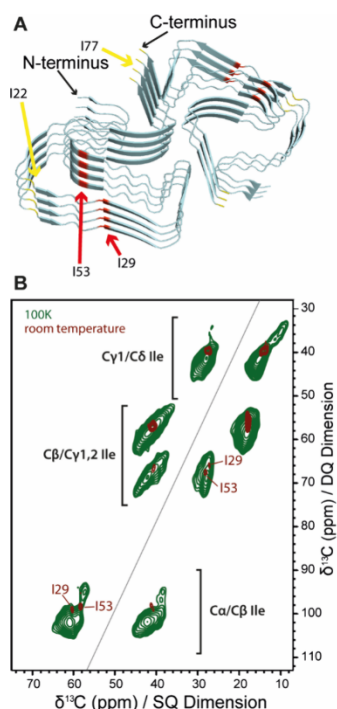 A
C-terminus
I77
N-terminus
I22
I53
I29
B
100K
room temperature
Cγ1/Cδ Ile
Cβ/Cγ1,2 Ile
I29
I53
I29
I53
Cα/Cβ Ile
30
40
50
60
70
80
90
100
110
δ¹³C (ppm) / DQ Dimension
70 60 50 40 30 20 10
δ¹³C (ppm) / SQ Dimension